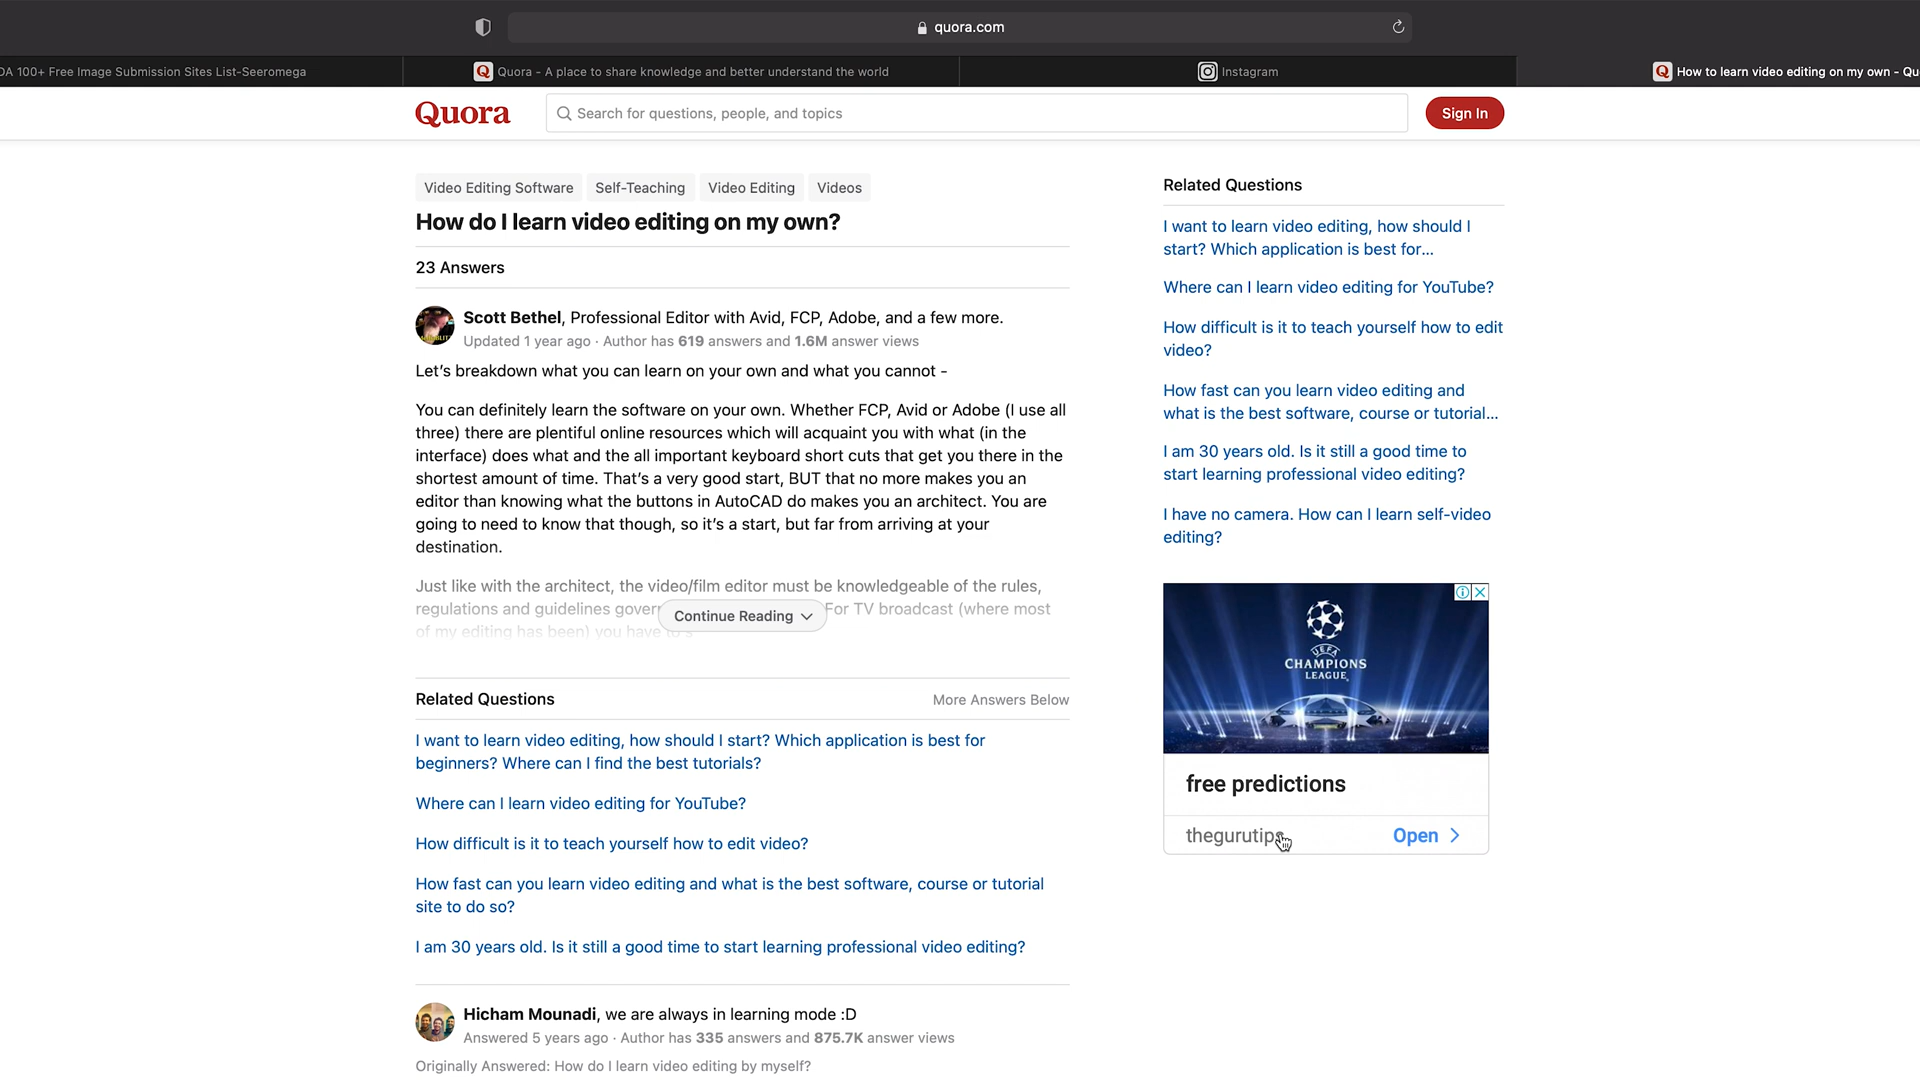 quora.com
DA 100+ Free Image Submission Sites List-Seeromega
Quora - A place to share knowledge and better understand the world
Instagram
How to learn video editing on my own - Qu
Quora
Search for questions, people, and topics
Sign In
Video Editing Software
Self-Teaching
Video Editing
Videos
How do I learn video editing on my own?
23 Answers
Scott Bethel, Professional Editor with Avid, FCP, Adobe, and a few more.
Updated 1 year ago · Author has 619 answers and 1.6M answer views
Let's breakdown what you can learn on your own and what you cannot -
You can definitely learn the software on your own. Whether FCP, Avid or Adobe (I use all
three) there are plentiful online resources which will acquaint you with what (in the
interface) does what and the all important keyboard short cuts that get you there in the
shortest amount of time. That's a very good start, BUT that no more makes you an
editor than knowing what the buttons in AutoCAD do makes you an architect. You are
going to need to know that though, so it's a start, but far from arriving at your
destination.
Just like with the architect, the video/film editor must be knowledgeable of the rules,
regulations and guidelines gover For TV broadcast (where most
of my editing has been) you have
Continue Reading
Related Questions
More Answers Below
I want to learn video editing, how should I start? Which application is best for
beginners? Where can I find the best tutorials?
Where can I learn video editing for YouTube?
How difficult is it to teach yourself how to edit video?
How fast can you learn video editing and what is the best software, course or tutorial
site to do so?
I am 30 years old. Is it still a good time to start learning professional video editing?
Hicham Mounadi, we are always in learning mode :D
Answered 5 years ago · Author has 335 answers and 875.7K answer views
Originally Answered: How do I learn video editing by myself?
Related Questions
I want to learn video editing, how should I
start? Which application is best for...
Where can I learn video editing for YouTube?
How difficult is it to teach yourself how to edit
video?
How fast can you learn video editing and
what is the best software, course or tutorial...
I am 30 years old. Is it still a good time to
start learning professional video editing?
I have no camera. How can I learn self-video
editing?
UEFA
CHAMPIONS
LEAGUE
free predictions
thegurutips
Open